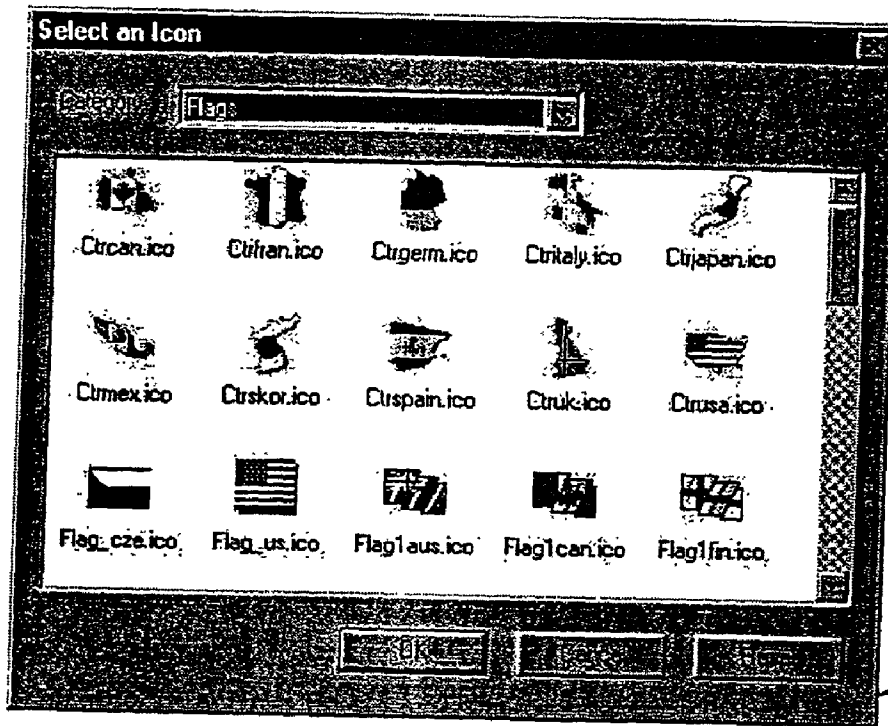 Select an Icon
Category Flags
Ctrcan.ico Ctrfran.ico Ctrgerm.ico Ctritaly.ico Ctrjapan.ico
Ctrmex.ico Ctrskor.ico Ctrspain.ico Ctruk.ico Ctrusa.ico
Flag_cze.ico Flag_us.ico Flag1aus.ico Flag1can.ico Flag1fin.ico
OK